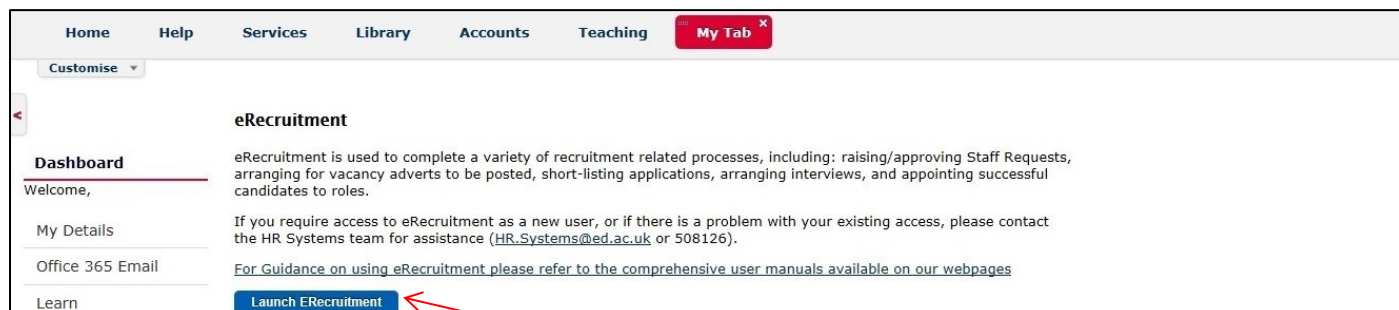 Home Help Services Library Accounts Teaching My Tab x
Customise
<
eRecruitment
Dashboard
Welcome,
My Details
Office 365 Email
Learn
eRecruitment is used to complete a variety of recruitment related processes, including: raising/approving Staff Requests,
arranging for vacancy adverts to be posted, short-listing applications, arranging interviews, and appointing successful
candidates to roles.
If you require access to eRecruitment as a new user, or if there is a problem with your existing access, please contact
the HR Systems team for assistance (HR.Systems@ed.ac.uk or 508126).
For Guidance on using eRecruitment please refer to the comprehensive user manuals available on our webpages
Launch ERecruitment